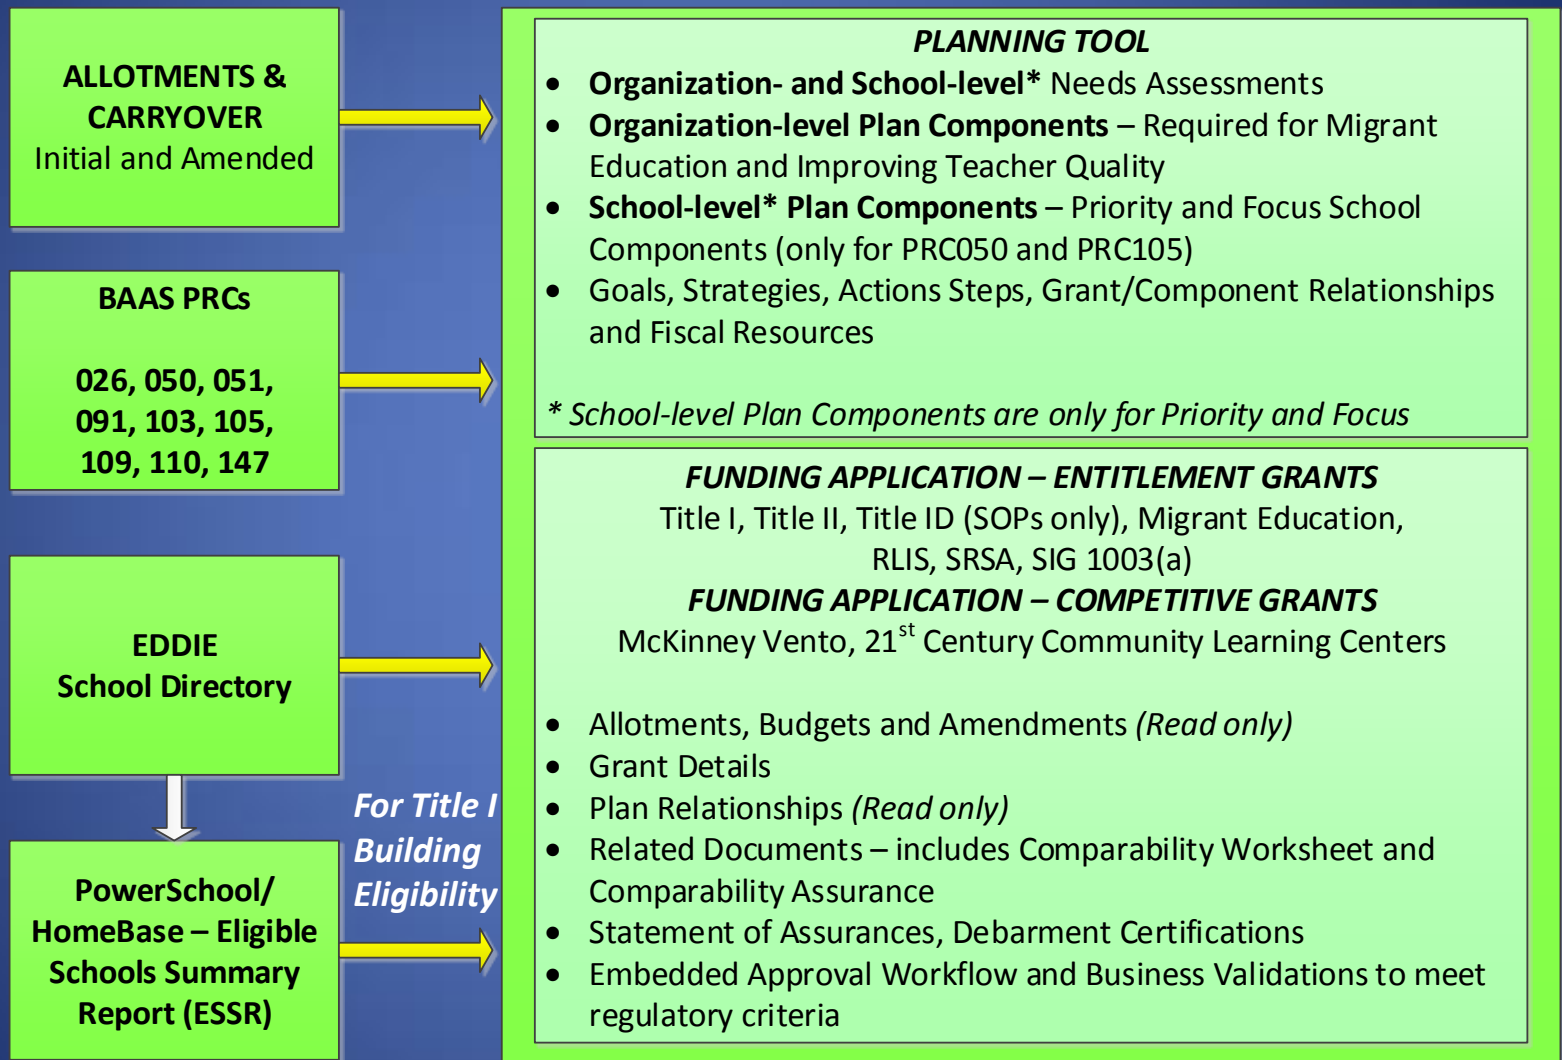 ALLOTMENTS &
CARRYOVER
Initial and Amended
BAAS PRCs
026, 050, 051,
091, 103, 105,
109, 110, 147
EDDIE
School Directory
PowerSchool/
HomeBase – Eligible
Schools Summary
Report (ESSR)
For Title I
Building
Eligibility
PLANNING TOOL
• Organization- and School-level* Needs Assessments
• Organization-level Plan Components – Required for Migrant
Education and Improving Teacher Quality
• School-level* Plan Components – Priority and Focus School
Components (only for PRC050 and PRC105)
• Goals, Strategies, Actions Steps, Grant/Component Relationships
and Fiscal Resources
* School-level Plan Components are only for Priority and Focus
FUNDING APPLICATION – ENTITLEMENT GRANTS
Title I, Title II, Title ID (SOPs only), Migrant Education,
RLIS, SRSA, SIG 1003(a)
FUNDING APPLICATION – COMPETITIVE GRANTS
McKinney Vento, 21st Century Community Learning Centers
• Allotments, Budgets and Amendments (Read only)
• Grant Details
• Plan Relationships (Read only)
• Related Documents – includes Comparability Worksheet and
Comparability Assurance
• Statement of Assurances, Debarment Certifications
• Embedded Approval Workflow and Business Validations to meet
regulatory criteria